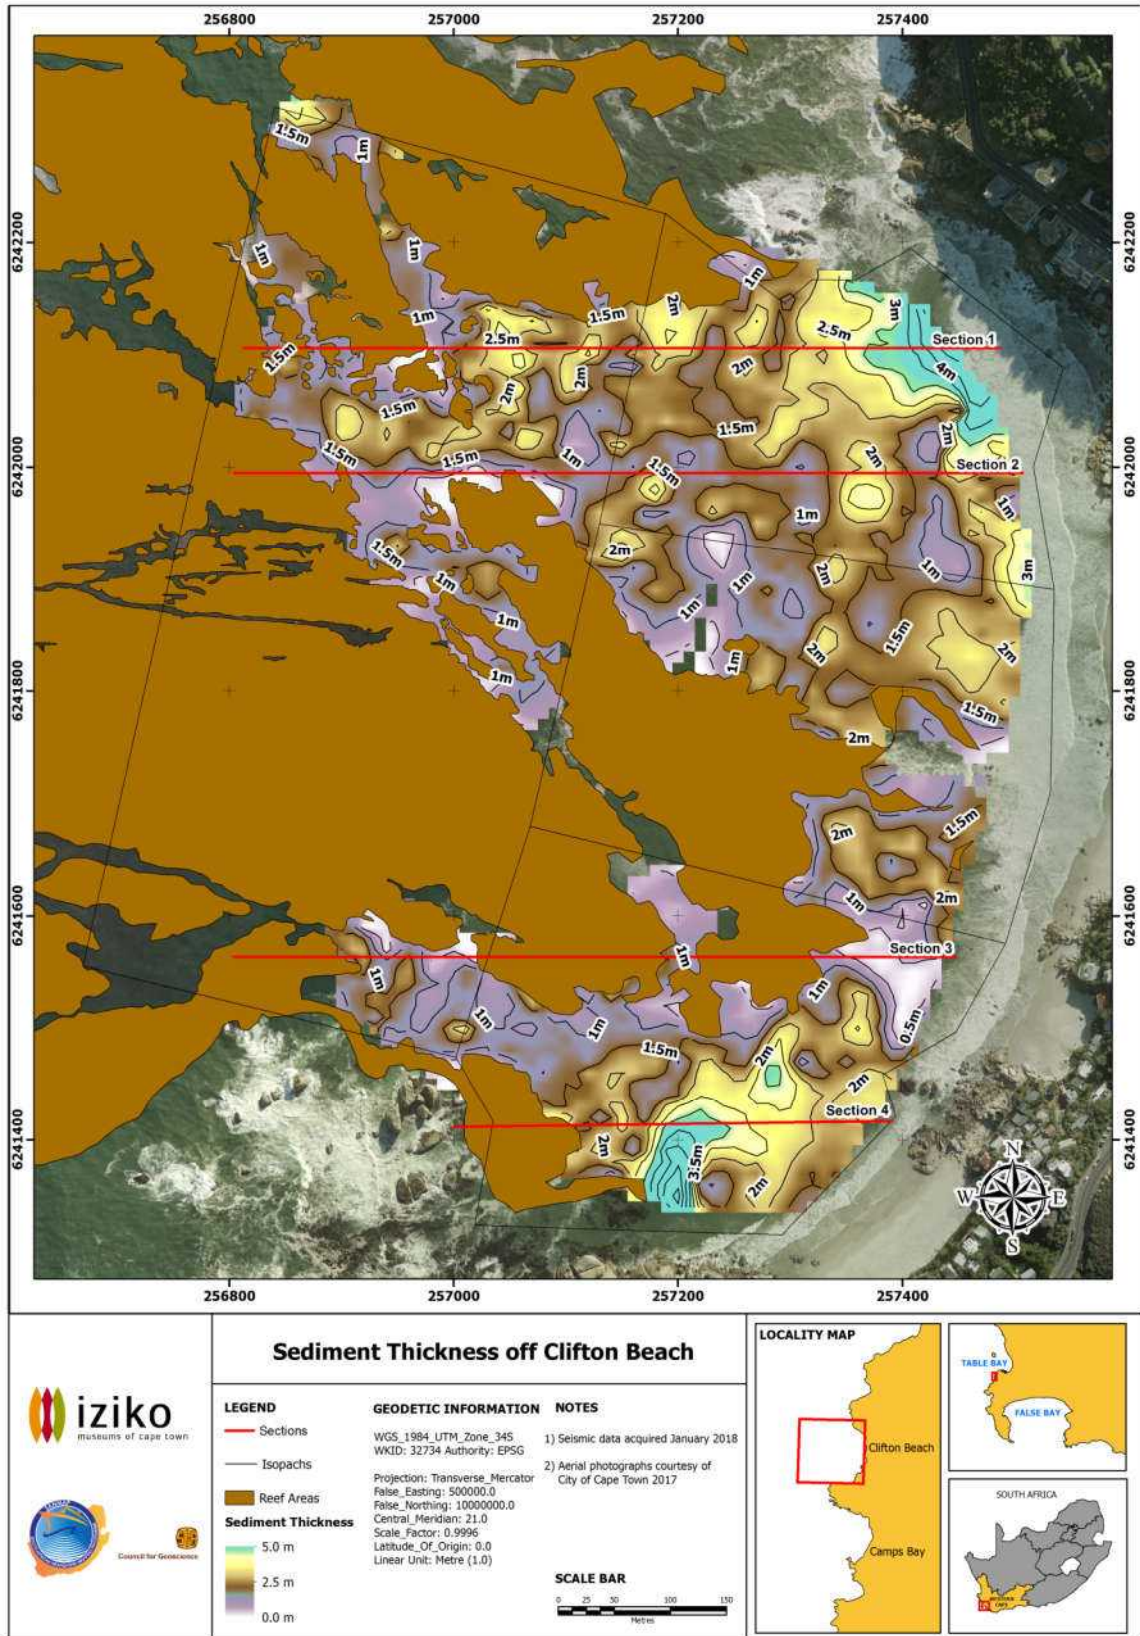 256800
257000
257200
257400
1.5m
1m
6242200
6242200
1m
1m
1m
1m
3m
2m
1.5m
2.5m
2.5m
Section 1
1.5m
4m
2m
2m
2m
1.5m
1.5m
2m
6242000
6242000
1.5m
1.5m
1m
1.5m
2m
Section 2
1m
1m
1.5m
2m
1m
2m
1m
3m
1m
1m
1m
1.5m
1m
1m
2m
2m
6241800
6241800
1m
1.5m
2m
2m
1.5m
2m
1m
6241600
6241600
Section 3
1m
1m
1m
0.5m
1m
1m
1.5m
2m
2m
Section 4
6241400
6241400
2m
3.5m
2m
N
W
E
S
256800
257000
257200
257400
Sediment Thickness off Clifton Beach
iziko
museums of cape town
Council for Geoscience
LEGEND
Sections
Isopachs
Reef Areas
Sediment Thickness
5.0 m
2.5 m
0.0 m
GEODETIC INFORMATION
WGS_1984_UTM_Zone_34S
WKID: 32734 Authority: EPSG
Projection: Transverse_Mercator
False_Easting: 500000.0
False_Northing: 10000000.0
Central_Meridian: 21.0
Scale_Factor: 0.9996
Latitude_Of_Origin: 0.0
Linear Unit: Metre (1.0)
NOTES
1) Seismic data acquired January 2018
2) Aerial photographs courtesy of
City of Cape Town 2017
SCALE BAR
0 25 50 100 150
Metres
LOCALITY MAP
Clifton Beach
Camps Bay
TABLE BAY
FALSE BAY
SOUTH AFRICA
WESTERN
CAPE